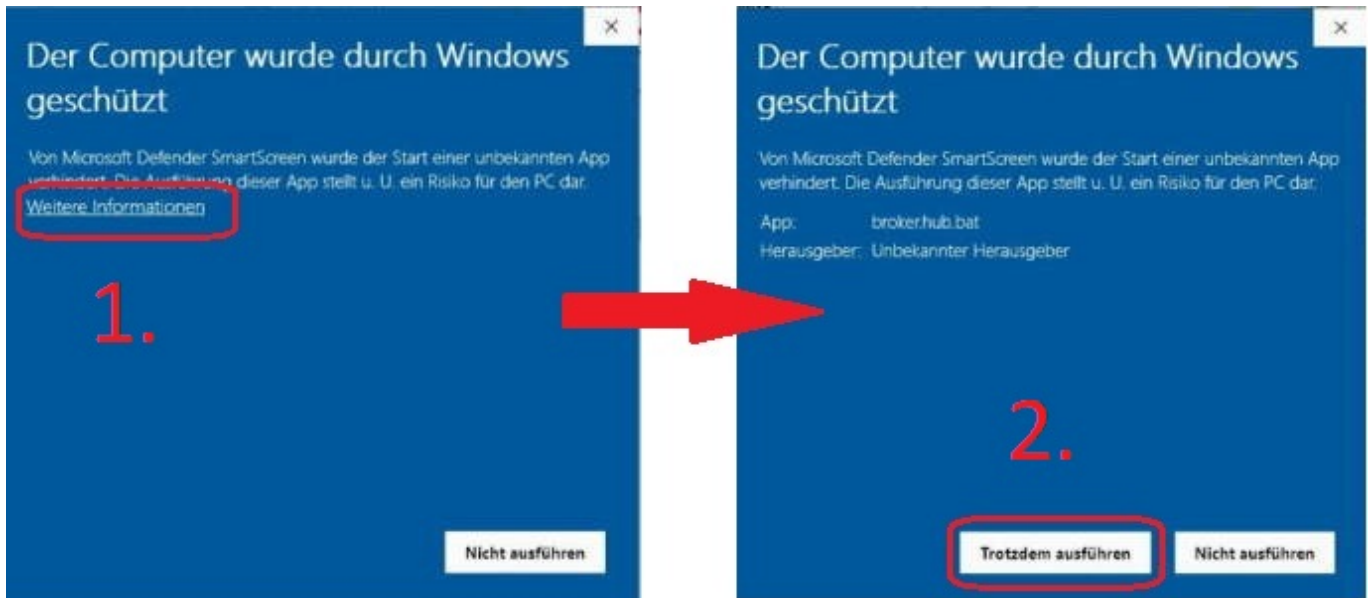 Der Computer wurde durch Windows
geschützt
Von Microsoft Defender SmartScreen wurde der Start einer unbekannten App
verhindert. Die Ausführung dieser App stellt u. U. ein Risiko für den PC dar.
Weitere Informationen
1.
Nicht ausführen
Der Computer wurde durch Windows
geschützt
Von Microsoft Defender SmartScreen wurde der Start einer unbekannten App
verhindert. Die Ausführung dieser App stellt u. U. ein Risiko für den PC dar.
App: broker.hub.bat
Herausgeber: Unbekannter Herausgeber
2.
Trotzdem ausführen Nicht ausführen